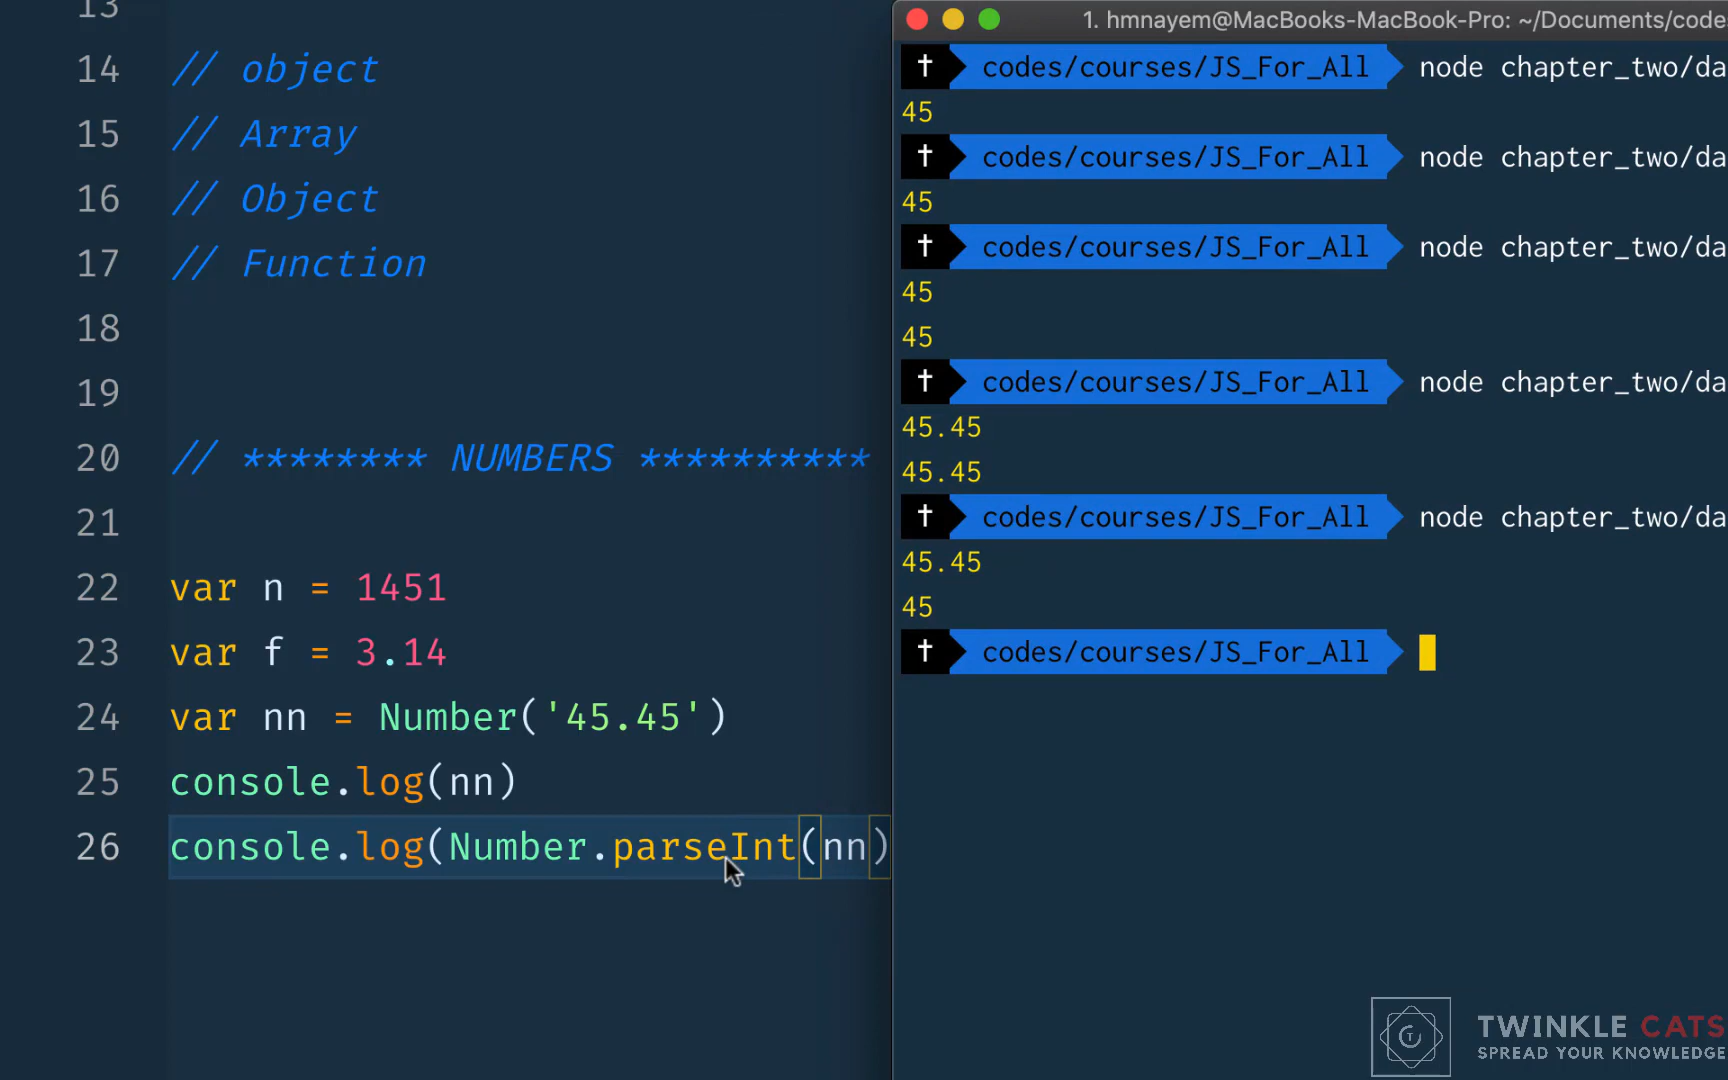 13
14 // object
15 // Array
16 // Object
17 // Function
18
19
20 // ******** NUMBERS **********
21
22 var n = 1451
23 var f = 3.14
24 var nn = Number('45.45')
25 console.log(nn)
26 console.log(Number.parseInt(nn)
1. hmnayem@MacBooks-MacBook-Pro: ~/Documents/codes
† codes/courses/JS_For_All node chapter_two/da
45
† codes/courses/JS_For_All node chapter_two/da
45
† codes/courses/JS_For_All node chapter_two/da
45
45
† codes/courses/JS_For_All node chapter_two/da
45.45
45.45
† codes/courses/JS_For_All node chapter_two/da
45.45
45
† codes/courses/JS_For_All
TWINKLE CATS
SPREAD YOUR KNOWLEDGE